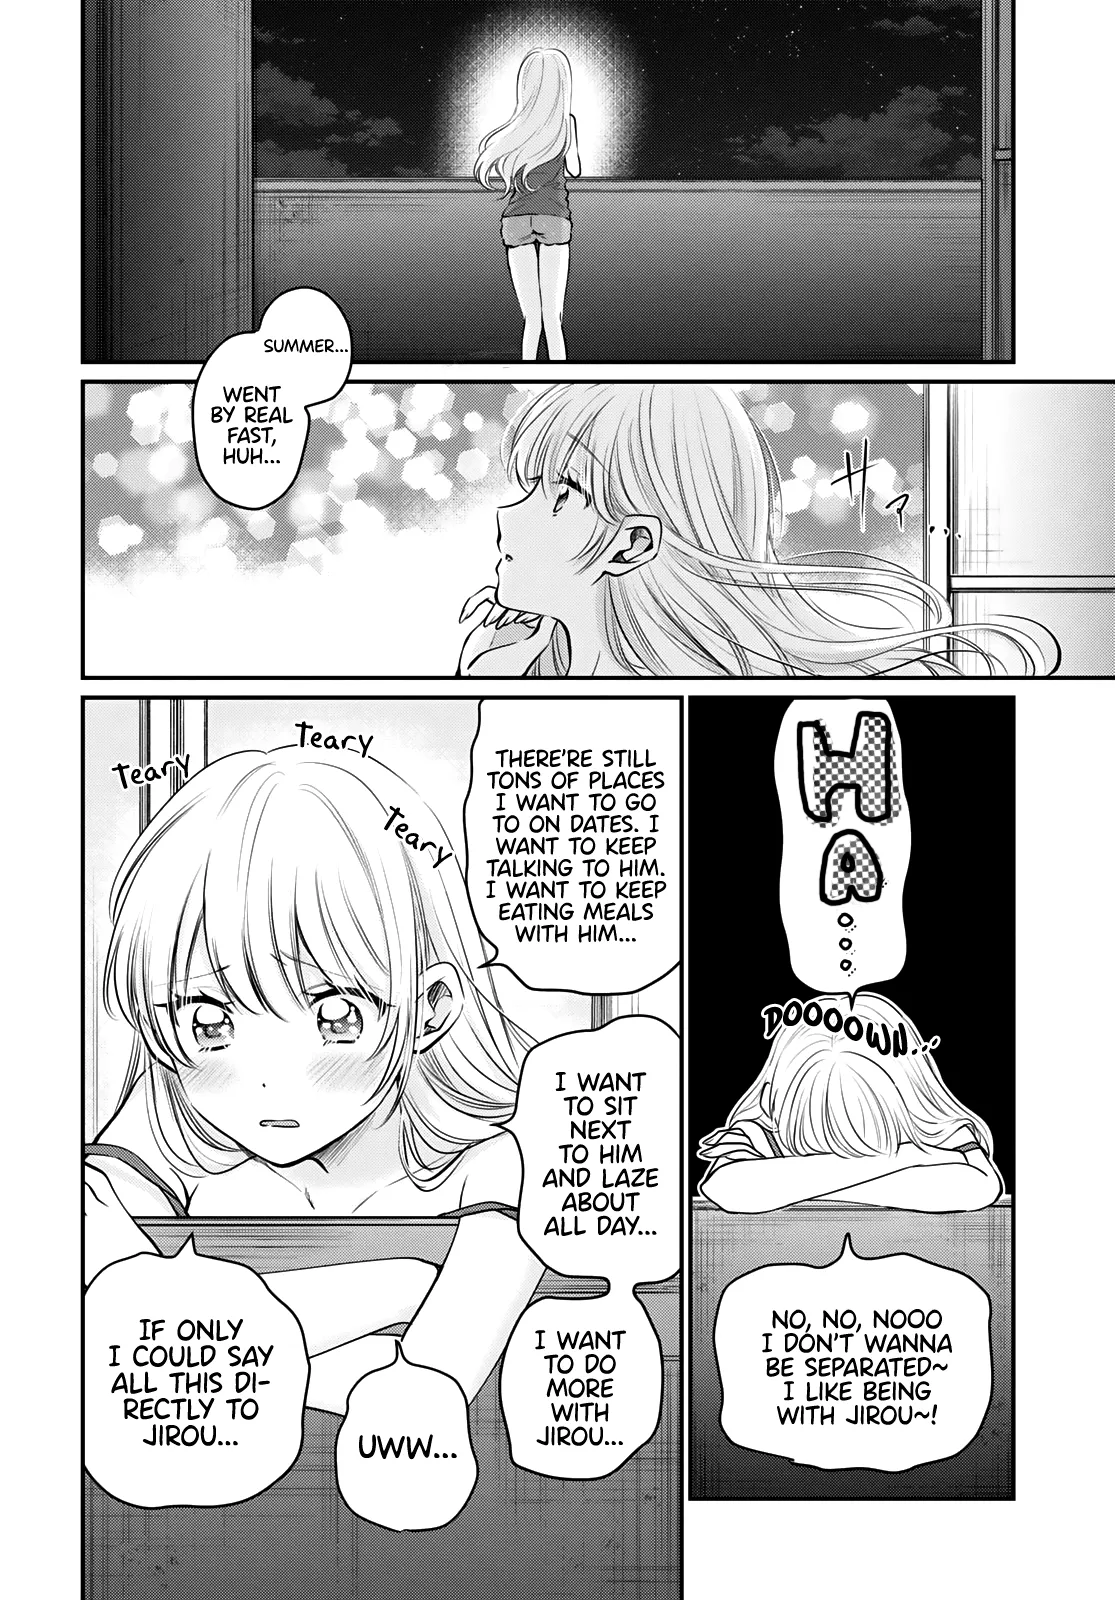 SUMMER...
WENT
BY REAL
FAST,
HUH...
ザァ...
HA...
DOOOOWN...
NO, NO, NOOO
I DON'T WANNA
BE SEPARATED~
I LIKE BEING
WITH JIROU~!
THERE'RE STILL
TONS OF PLACES
I WANT TO GO
TO ON DATES. I
WANT TO KEEP
TALKING TO HIM.
I WANT TO KEEP
EATING MEALS
WITH HIM...
I WANT
TO SIT
NEXT
TO HIM
AND LAZE
ABOUT
ALL DAY...
I WANT
TO DO
MORE
WITH
JIROU...
Teary
Teary
Teary
UWW...
IF ONLY
I COULD SAY
ALL THIS DI-
RECTLY TO
JIROU...